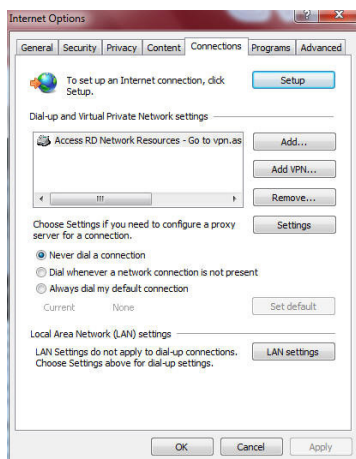 Internet Options
General Security Privacy Content Connections Programs Advanced
To set up an Internet connection, click
Setup.
Setup
Dial-up and Virtual Private Network settings
Access RD Network Resources - Go to vpn.as
Add...
Add VPN...
Remove...
Choose Settings if you need to configure a proxy
server for a connection.
Settings
Never dial a connection
Dial whenever a network connection is not present
Always dial my default connection
Current None
Set default
Local Area Network (LAN) settings
LAN Settings do not apply to dial-up connections.
Choose Settings above for dial-up settings.
LAN settings
OK Cancel Apply